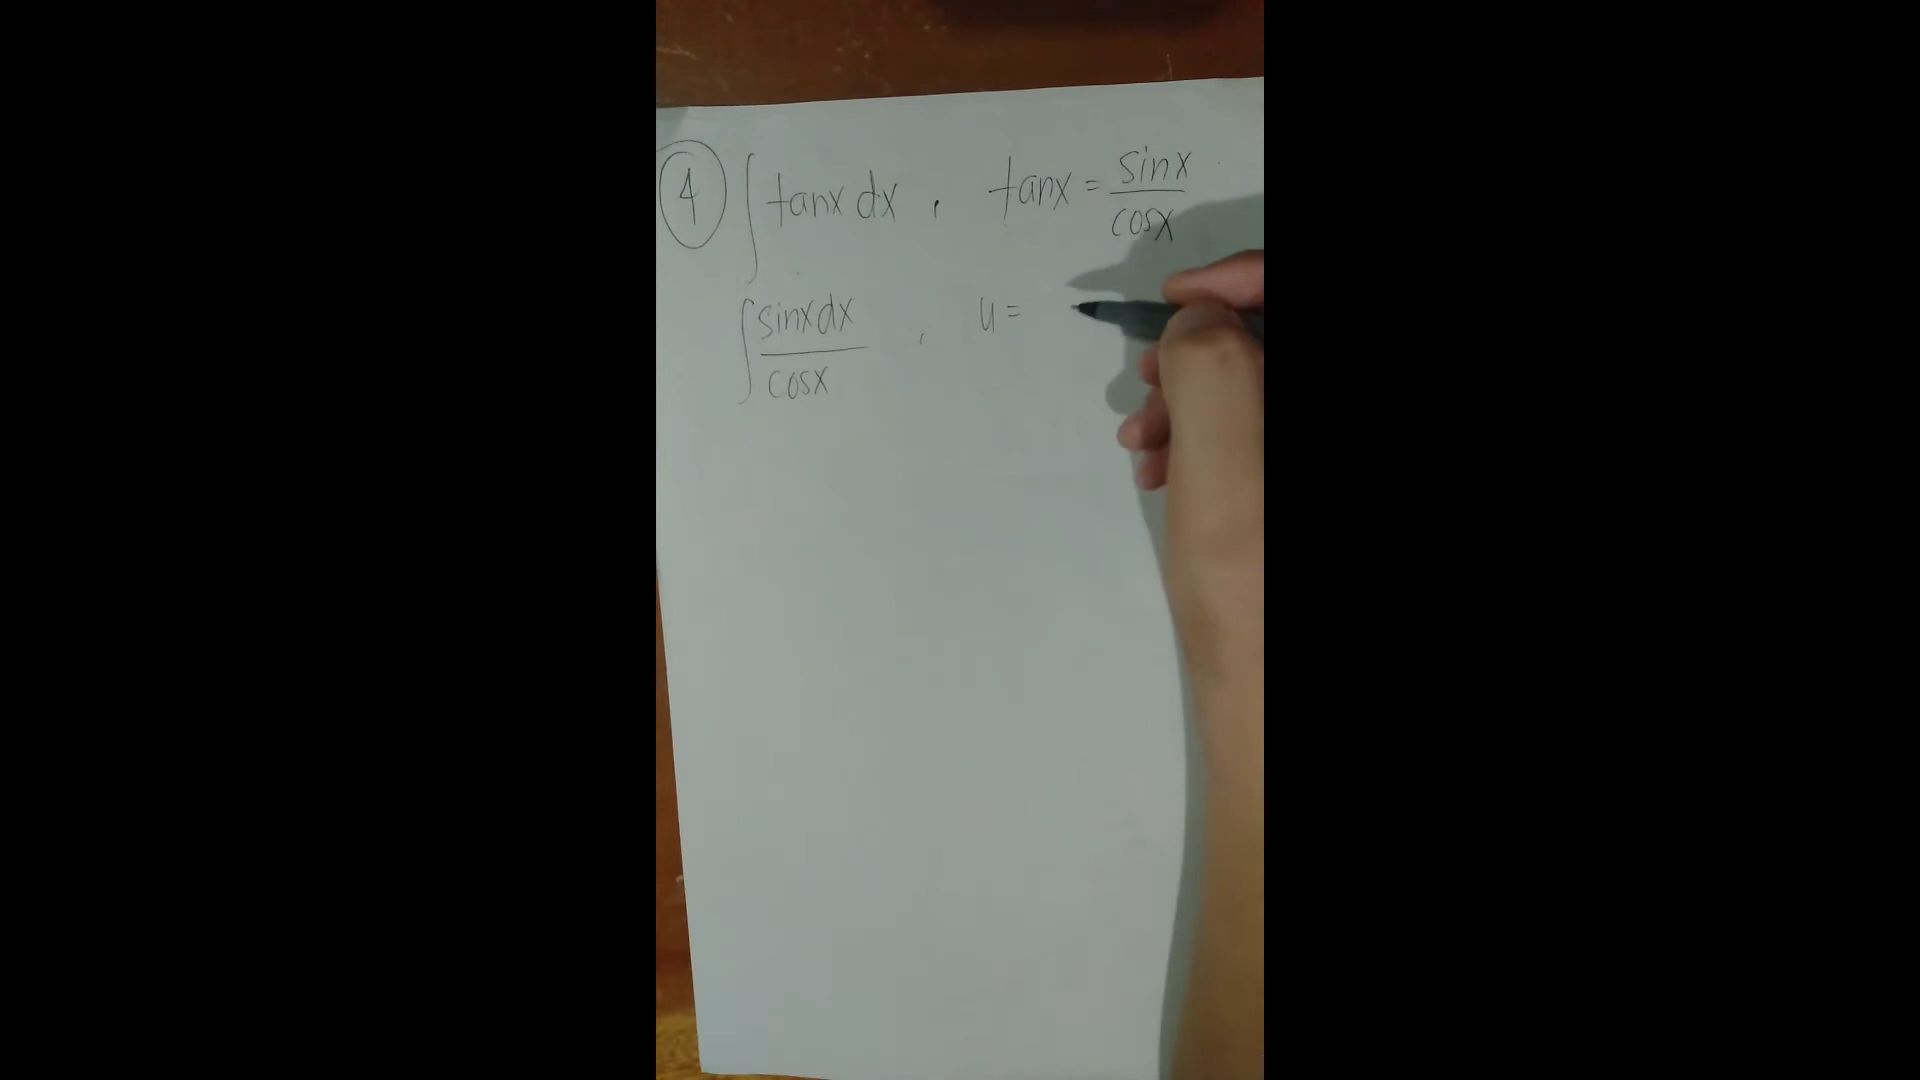 ④ ∫ tanx dx , tanx = sinx / cosx
∫ sinxdx / cosx , u =